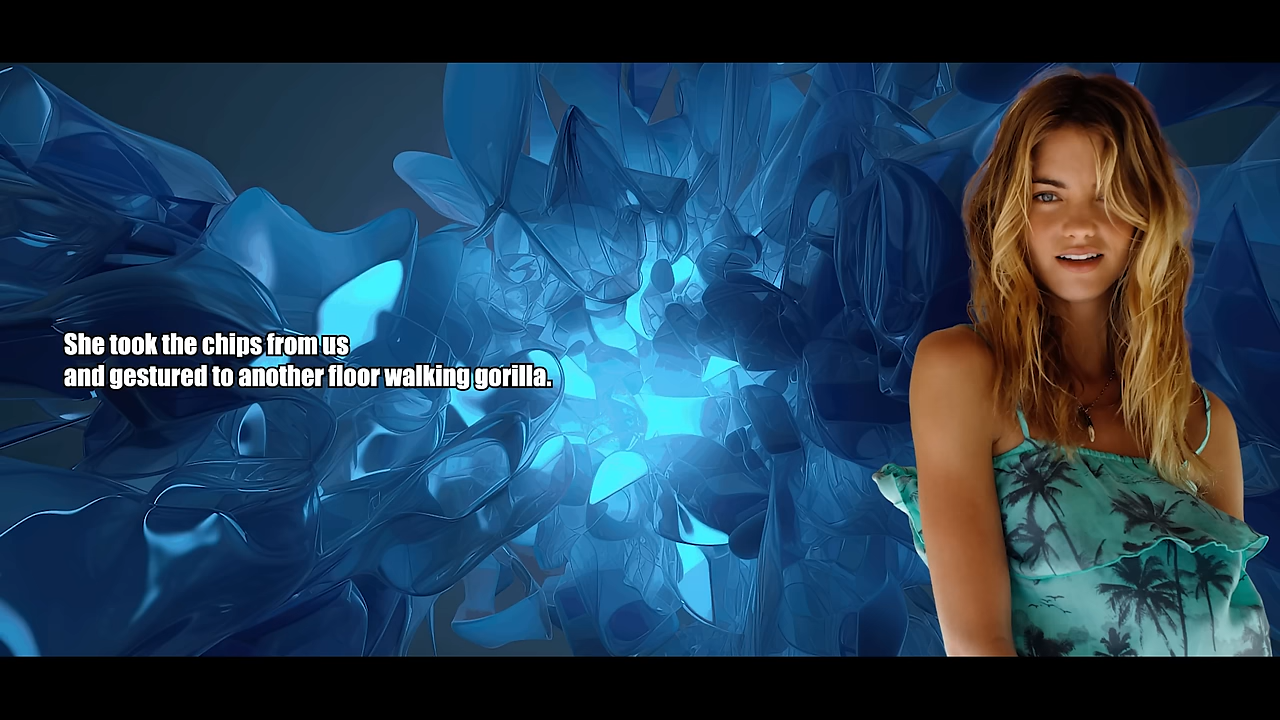 She took the chips from us
and gestured to another floor walking gorilla.